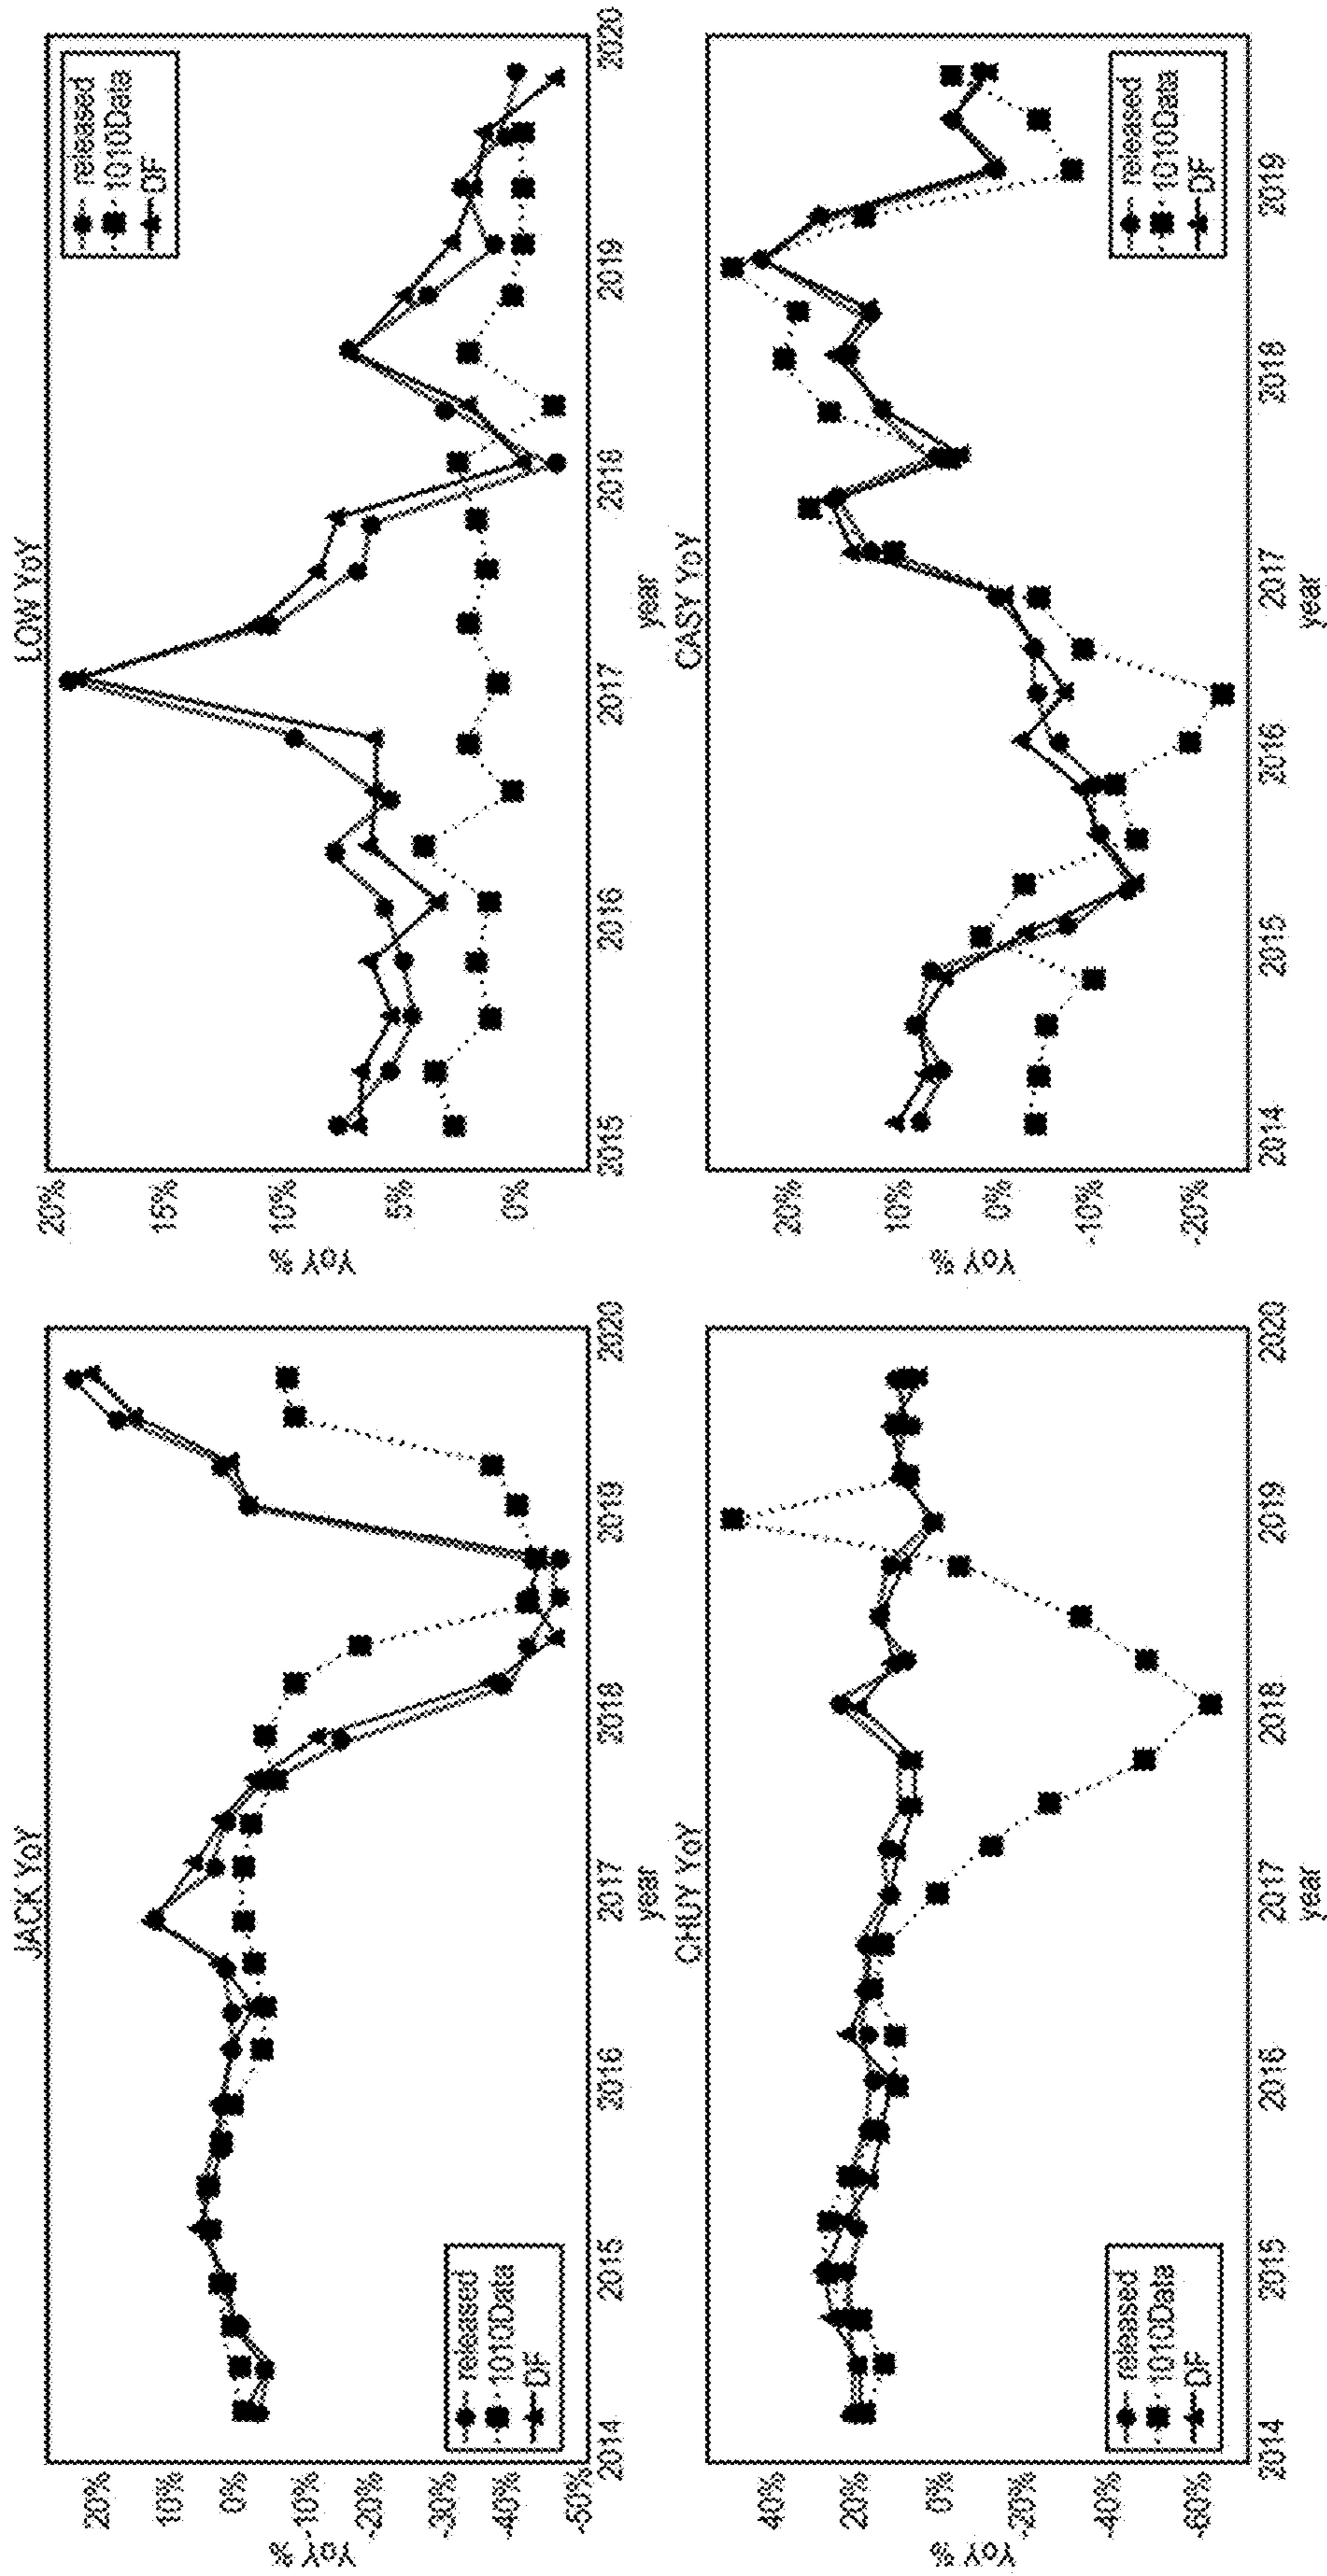 JACK YoY
YoY %
20%
10%
0%
-10%
-20%
-30%
-40%
-50%
released
1010Data
DF
2014
2015
2016
2017
2018
2019
2020
year
LOW YoY
YoY %
20%
15%
10%
5%
0%
released
1010Data
DF
2015
2016
2017
2018
2019
2020
year
CHUY YoY
YoY %
40%
20%
0%
-20%
-40%
-60%
released
1010Data
DF
2014
2015
2016
2017
2018
2019
2020
year
CASY YoY
YoY %
20%
10%
0%
-10%
-20%
released
1010Data
DF
2014
2015
2016
2017
2018
2019
year